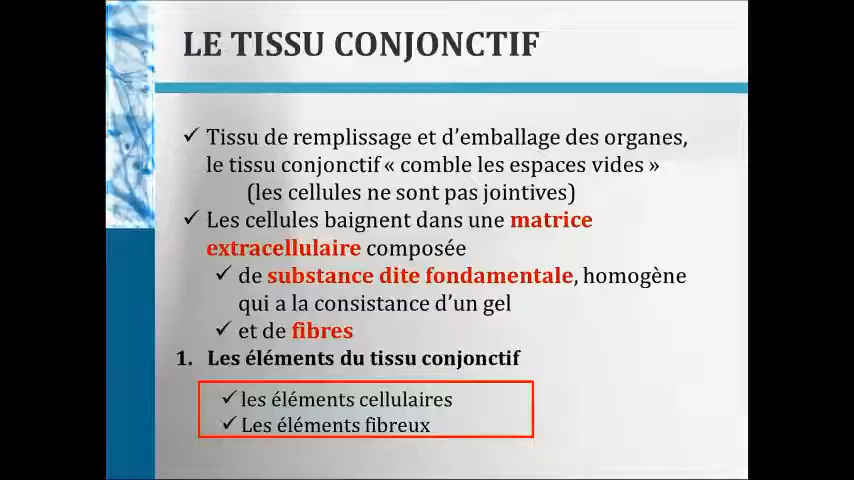 LE TISSU CONJONCTIF
✓ Tissu de remplissage et d’emballage des organes,
le tissu conjonctif « comble les espaces vides »
(les cellules ne sont pas jointives)
✓ Les cellules baignent dans une matrice
extracellulaire composée
✓ de substance dite fondamentale, homogène
qui a la consistance d’un gel
✓ et de fibres
1. Les éléments du tissu conjonctif
✓ les éléments cellulaires
✓ Les éléments fibreux